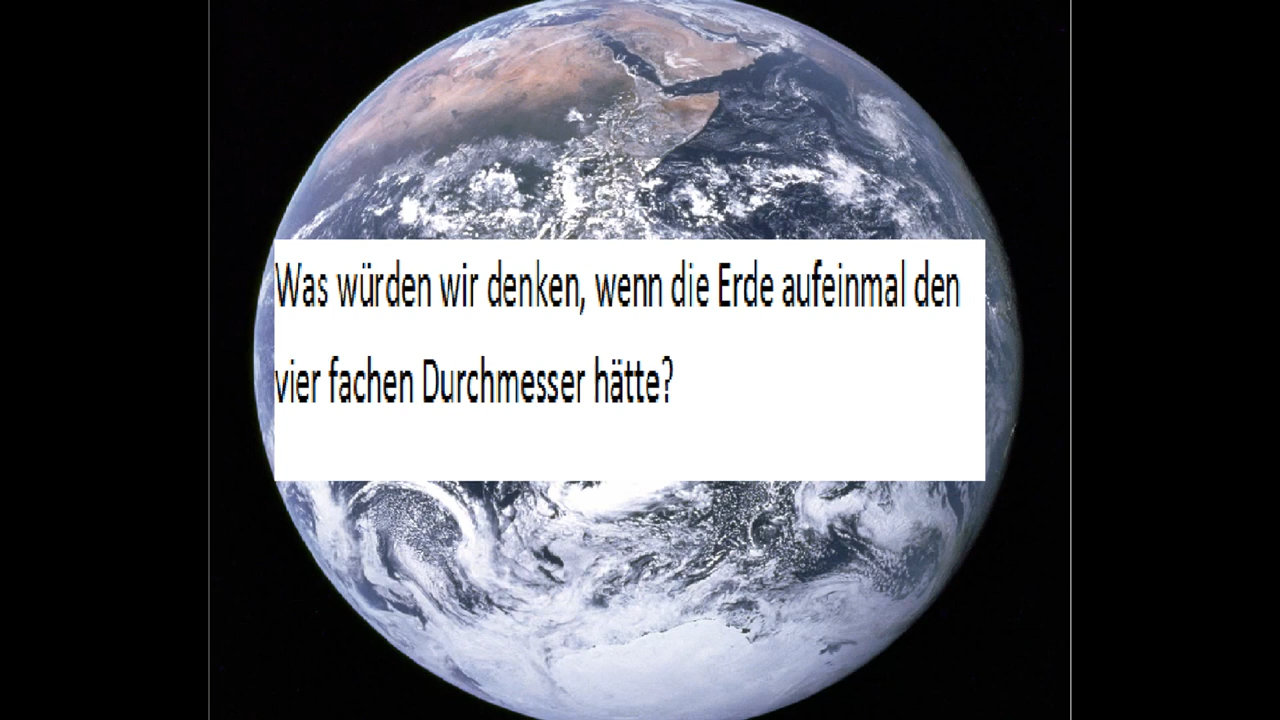 Was würden wir denken, wenn die Erde aufeinmal den
vier fachen Durchmesser hätte?